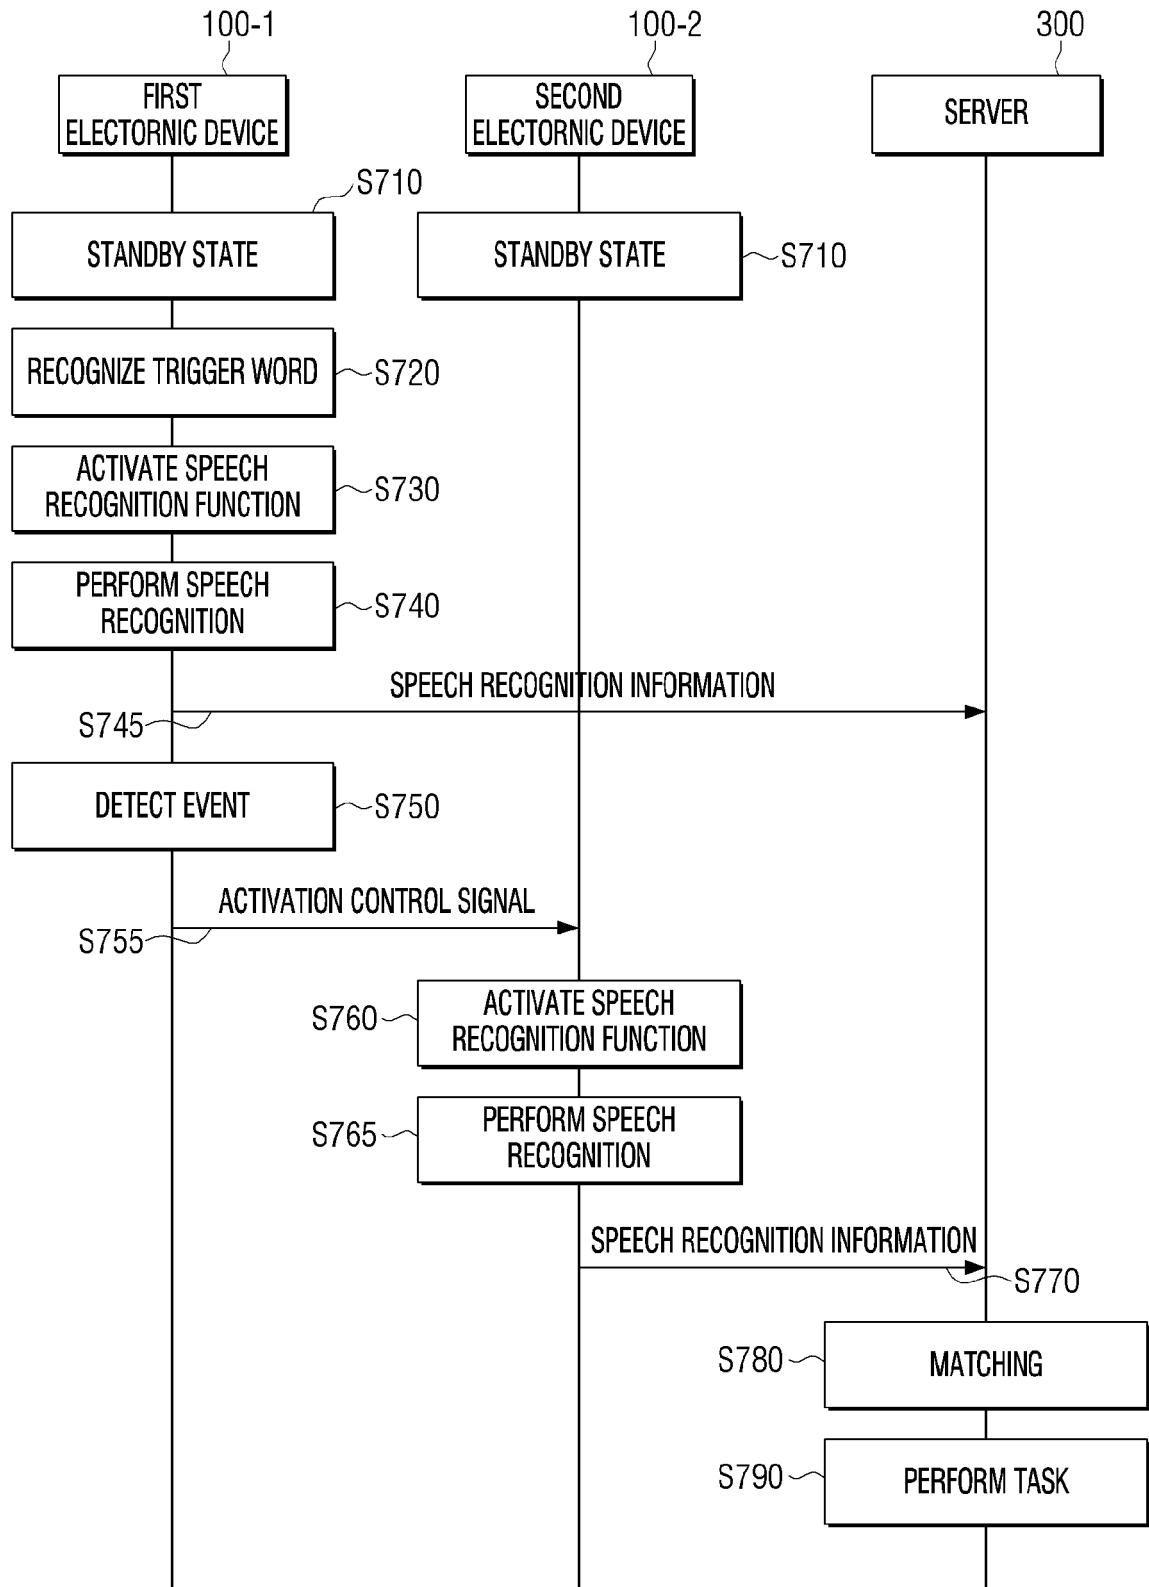 100-1
100-2
300
FIRST
ELECTORNIC DEVICE
SECOND
ELECTORNIC DEVICE
SERVER
S710
STANDBY STATE
STANDBY STATE
S710
RECOGNIZE TRIGGER WORD
S720
ACTIVATE SPEECH
RECOGNITION FUNCTION
S730
PERFORM SPEECH
RECOGNITION
S740
SPEECH RECOGNITION INFORMATION
S745
DETECT EVENT
S750
ACTIVATION CONTROL SIGNAL
S755
S760
ACTIVATE SPEECH
RECOGNITION FUNCTION
S765
PERFORM SPEECH
RECOGNITION
SPEECH RECOGNITION INFORMATION
S770
S780
MATCHING
S790
PERFORM TASK